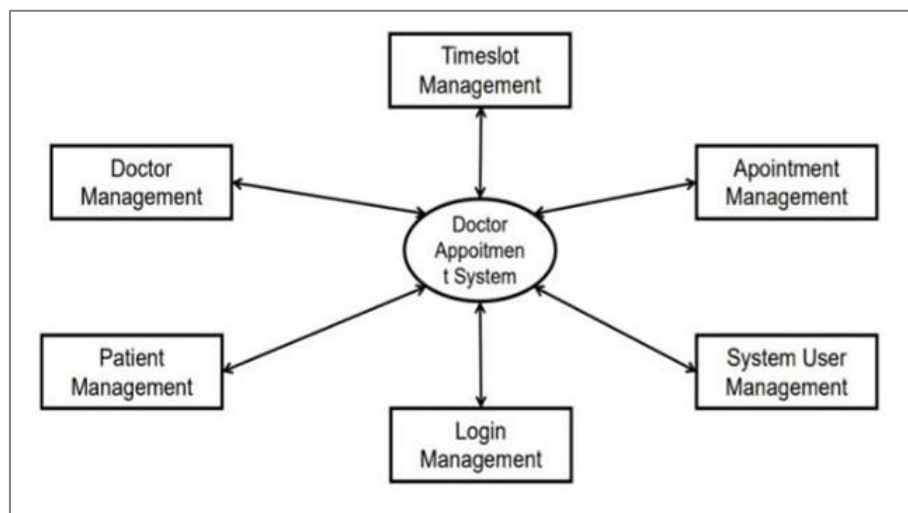 Timeslot
Management
Doctor
Management
Apointment
Management
Doctor
Appoitmen
t System
Patient
Management
System User
Management
Login
Management